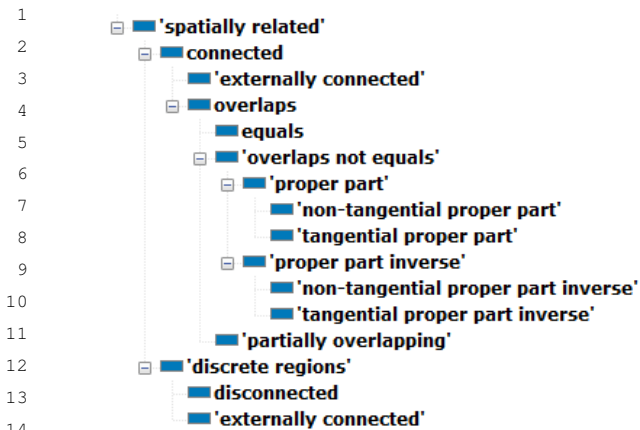 1 'spatially related'
2 connected
3 'externally connected'
4 overlaps
5 equals
6 'overlaps not equals'
7 'proper part'
8 'non-tangential proper part'
9 'tangential proper part'
10 'proper part inverse'
11 'non-tangential proper part inverse'
12 'tangential proper part inverse'
13 'partially overlapping'
14 'discrete regions'
disconnected
'externally connected'